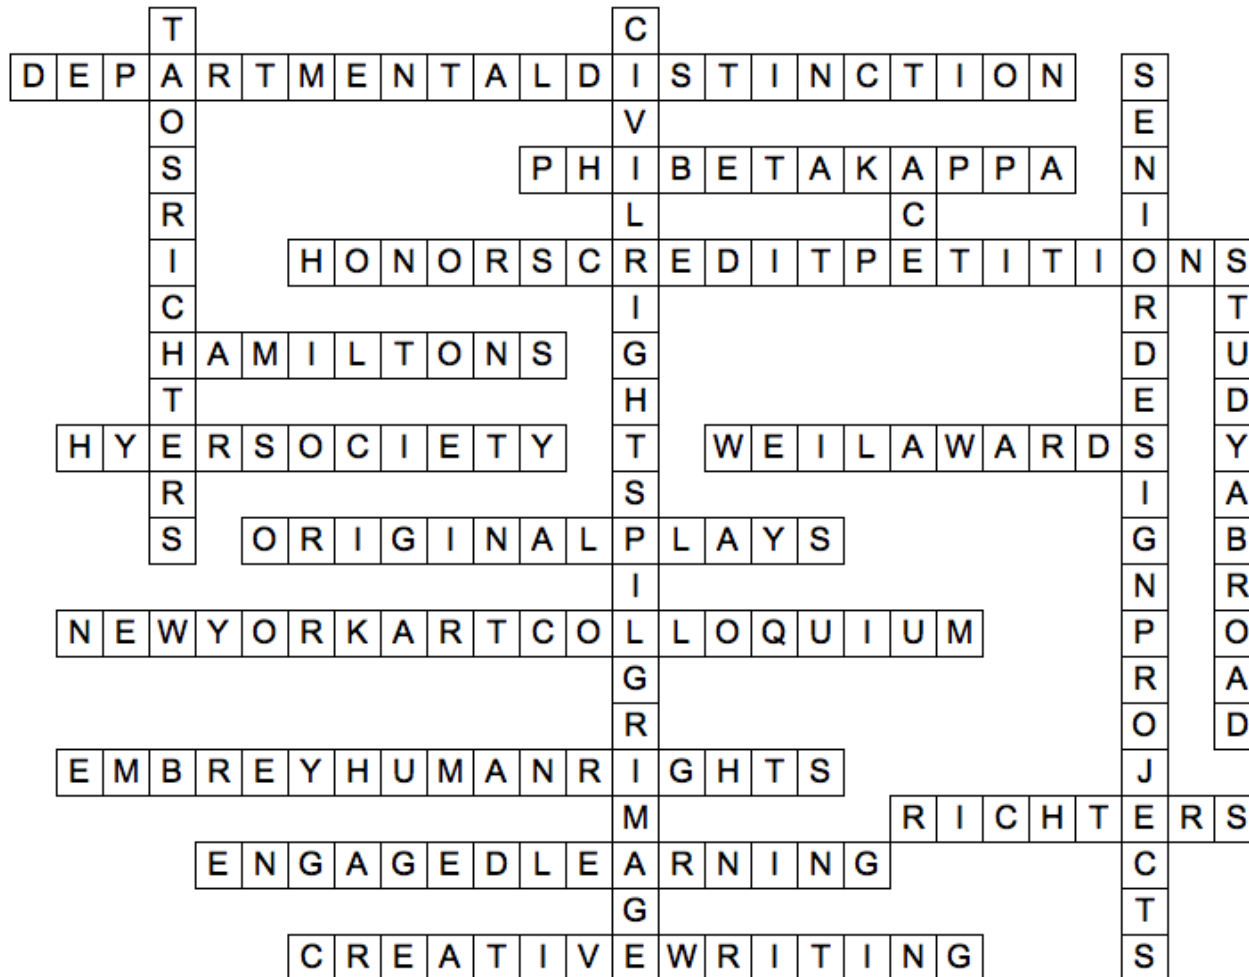 TAOSRICHTERS
CIVILRIGHTSPILGRIMAGE
DEPARTMENTALDISTINCTION
SENIORDESIGNPROJECTS
PHIBETAKAPPA
ACE
HONORSCREDITPETITIONS
STUDYABROAD
HAMILTONS
HYERSOCIETY
WEILAWARDS
ORIGINALPLAYS
NEWYORKARTCOLLOQUIUM
EMBREYHUMANRIGHTS
RICHTERS
ENGAGEDLEARNING
CREATIVEWRITING